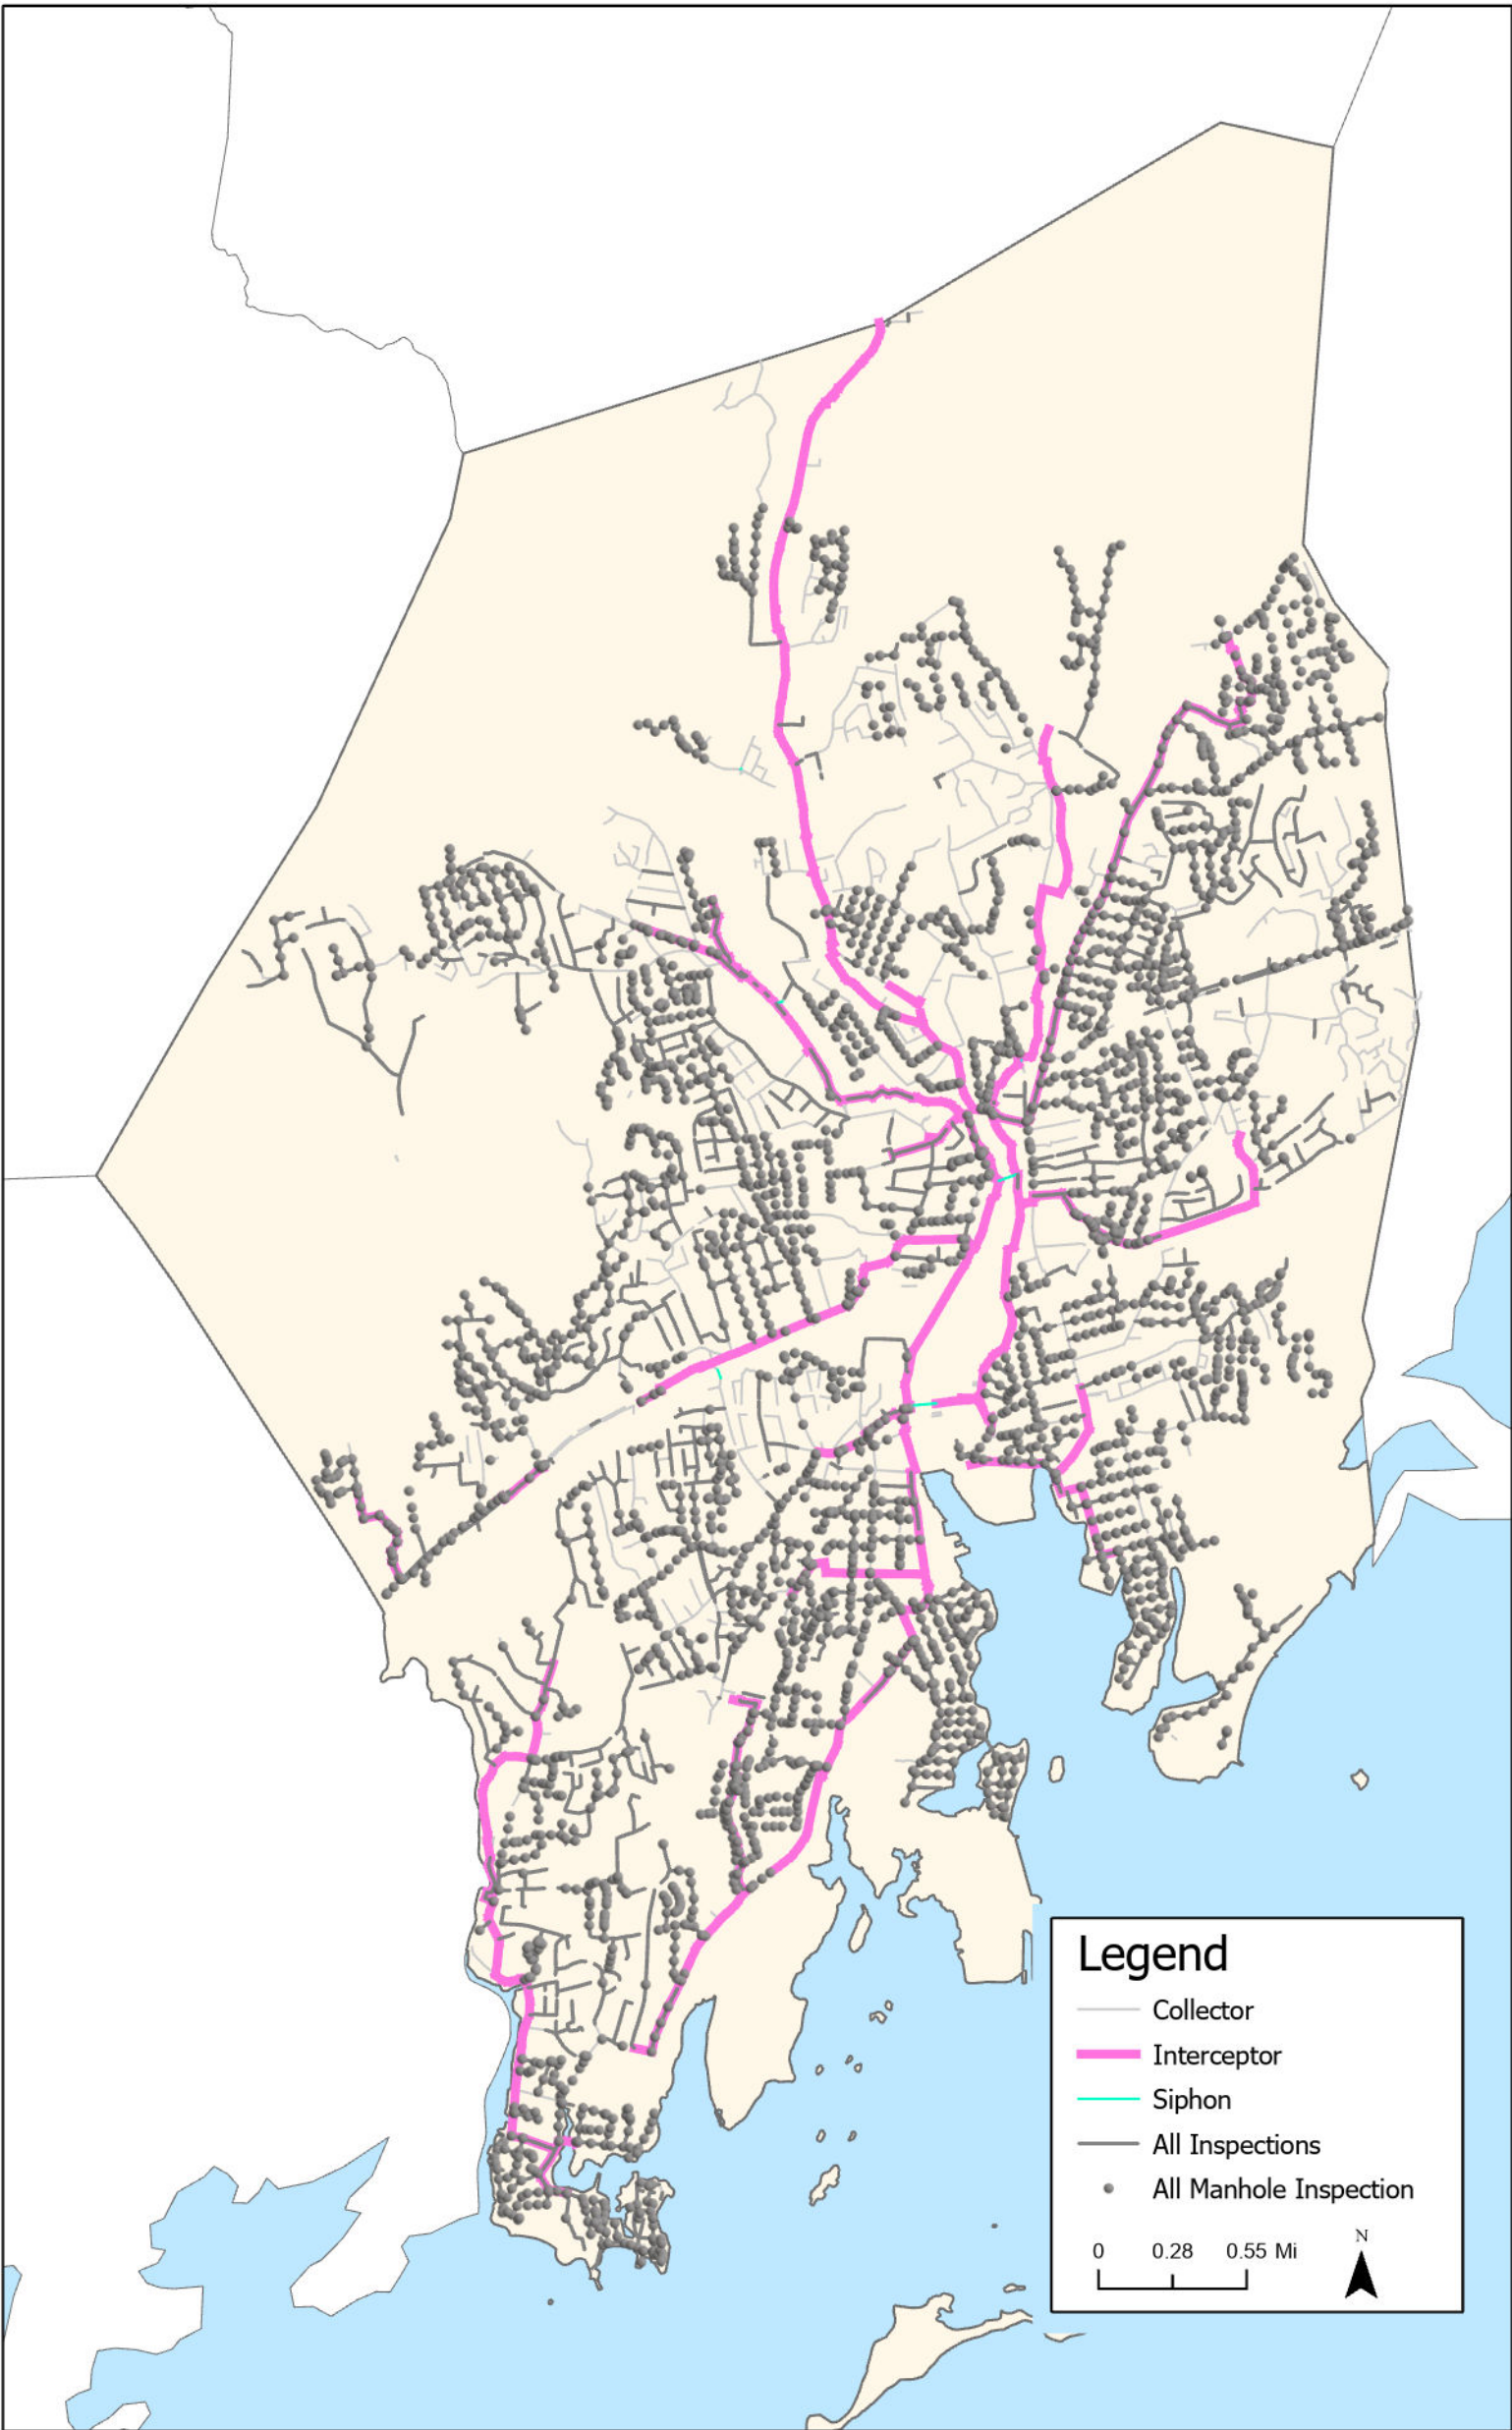 Legend
Collector
Interceptor
Siphon
All Inspections
All Manhole Inspection
0 0.28 0.55 Mi
N